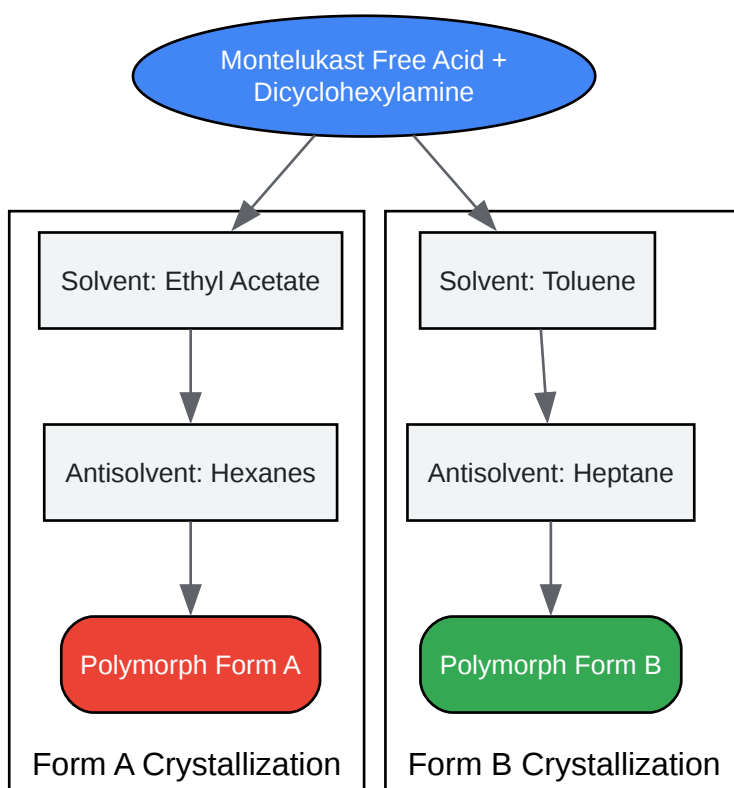 Montelukast Free Acid +
Dicyclohexylamine
Solvent: Ethyl Acetate
Antisolvent: Hexanes
Polymorph Form A
Form A Crystallization
Solvent: Toluene
Antisolvent: Heptane
Polymorph Form B
Form B Crystallization